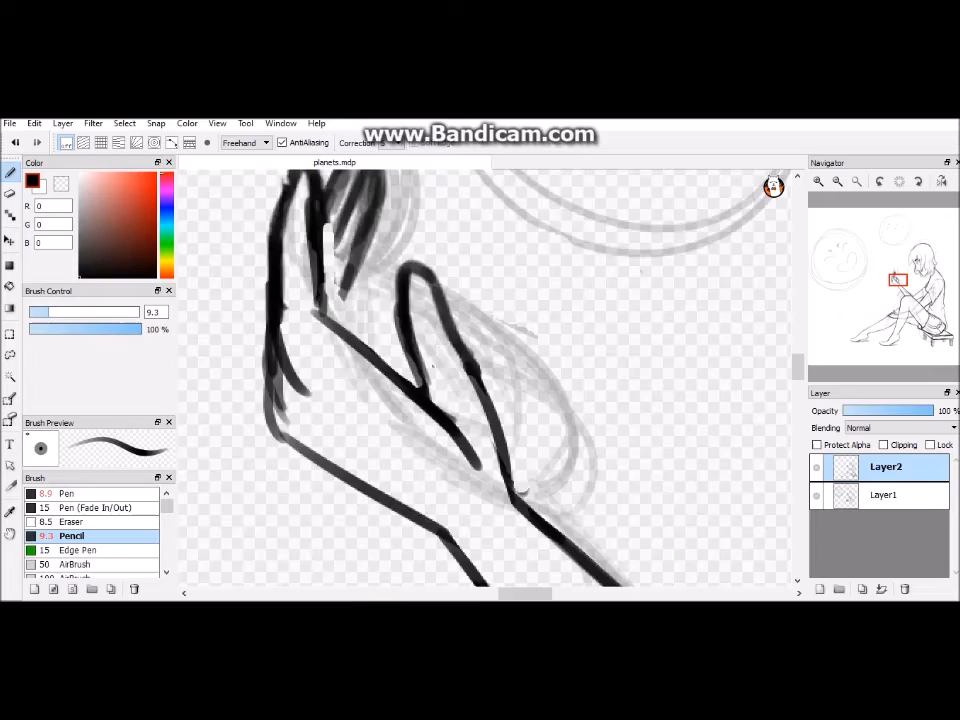 File Edit Layer Filter Select Snap Color View Tool Window Help
www.Bandicam.com
off Freehand AntiAliasing Correction
Color
planets.mdp
Navigator
R 0
G 0
B 0
Brush Control
9.3
100 %
Layer
Opacity 100 %
Blending Normal
Protect Alpha Clipping Lock
Brush Preview
Layer2
Layer1
Brush
8.9 Pen
15 Pen (Fade In/Out)
8.5 Eraser
9.3 Pencil
15 Edge Pen
50 AirBrush
100 AirBrush